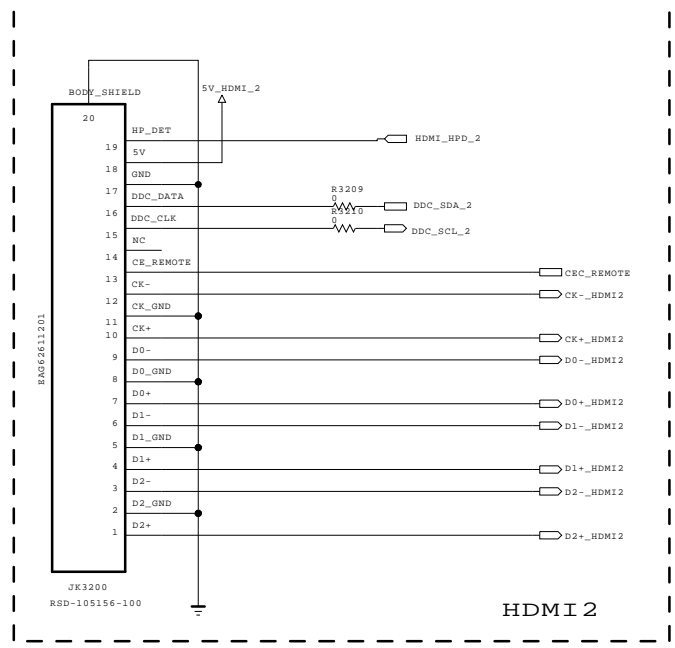 BODY_SHIELD
5V_HDMI_2
20
HP_DET
HDMI_HPD_2
19
5V
18
GND
17
R3209
DDC_DATA
0
DDC_SDA_2
16
R3210
DDC_CLK
0
DDC_SCL_2
15
NC
14
CE_REMOTE
CEC_REMOTE
13
CK-
CK-_HDMI2
12
CK_GND
11
CK+
10
CK+_HDMI2
D0-
9
D0-_HDMI2
D0_GND
8
D0+
7
D0+_HDMI2
D1-
6
D1-_HDMI2
D1_GND
5
D1+
4
D1+_HDMI2
D2-
3
D2-_HDMI2
D2_GND
2
D2+
1
D2+_HDMI2
EAG62611201
JK3200
RSD-105156-100
HDMI2